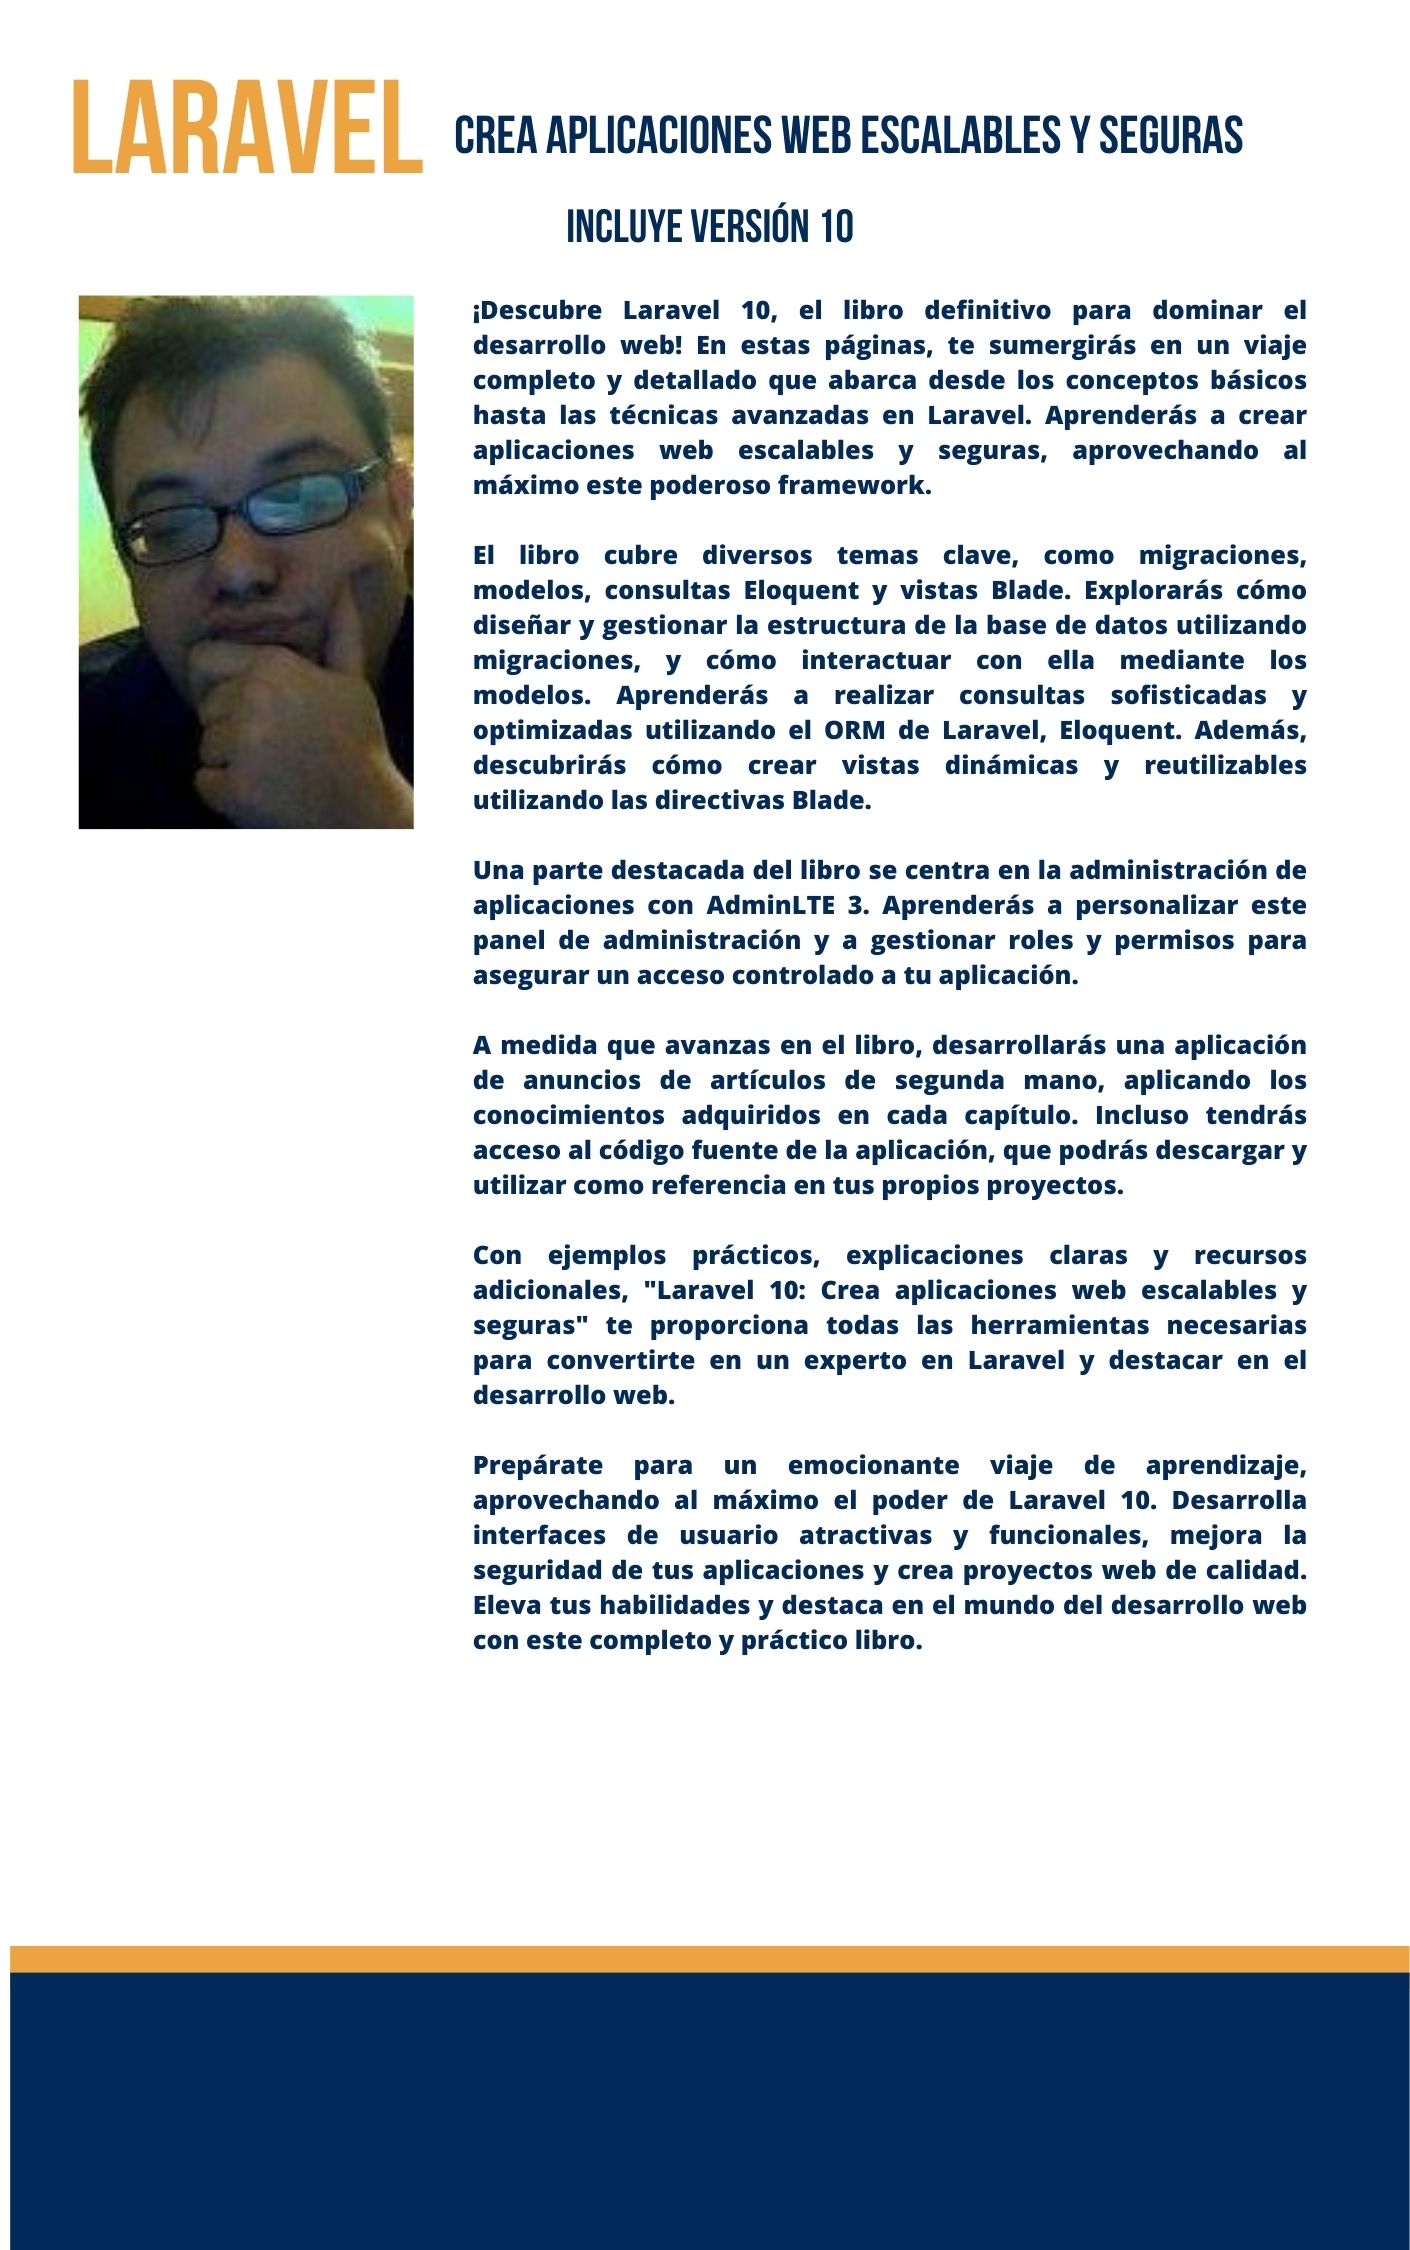 LARAVEL CREA APLICACIONES WEB ESCALABLES Y SEGURAS
INCLUYE VERSIÓN 10
¡Descubre Laravel 10, el libro definitivo para dominar el
desarrollo web! En estas páginas, te sumergirás en un viaje
completo y detallado que abarca desde los conceptos básicos
hasta las técnicas avanzadas en Laravel. Aprenderás a crear
aplicaciones web escalables y seguras, aprovechando al
máximo este poderoso framework.
El libro cubre diversos temas clave, como migraciones,
modelos, consultas Eloquent y vistas Blade. Explorarás cómo
diseñar y gestionar la estructura de la base de datos utilizando
migraciones, y cómo interactuar con ella mediante los
modelos. Aprenderás a realizar consultas sofisticadas y
optimizadas utilizando el ORM de Laravel, Eloquent. Además,
descubrirás cómo crear vistas dinámicas y reutilizables
utilizando las directivas Blade.
Una parte destacada del libro se centra en la administración de
aplicaciones con AdminLTE 3. Aprenderás a personalizar este
panel de administración y a gestionar roles y permisos para
asegurar un acceso controlado a tu aplicación.
A medida que avanzas en el libro, desarrollarás una aplicación
de anuncios de artículos de segunda mano, aplicando los
conocimientos adquiridos en cada capítulo. Incluso tendrás
acceso al código fuente de la aplicación, que podrás descargar y
utilizar como referencia en tus propios proyectos.
Con ejemplos prácticos, explicaciones claras y recursos
adicionales, "Laravel 10: Crea aplicaciones web escalables y
seguras" te proporciona todas las herramientas necesarias
para convertirte en un experto en Laravel y destacar en el
desarrollo web.
Prepárate para un emocionante viaje de aprendizaje,
aprovechando al máximo el poder de Laravel 10. Desarrolla
interfaces de usuario atractivas y funcionales, mejora la
seguridad de tus aplicaciones y crea proyectos web de calidad.
Eleva tus habilidades y destaca en el mundo del desarrollo web
con este completo y práctico libro.